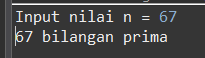 Input nilai n = 67
67 bilangan prima